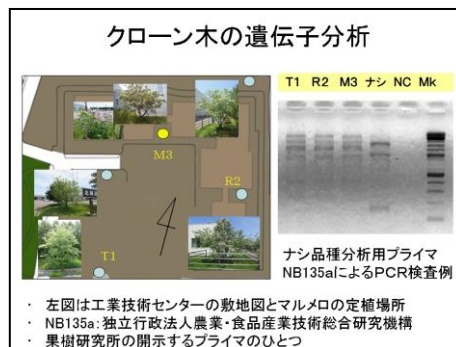 クローン木の遺伝子分析
T1 R2 M3 ナシ NC Mk
M3
R2
T1
ナシ品種分析用プライマ
NB135aによるPCR検査例
・ 左図は工業技術センターの敷地図とマルメロの定植場所
・ NB135a:独立行政法人農業・食品産業技術総合研究機構
・ 果樹研究所の開示するプライマのひとつ